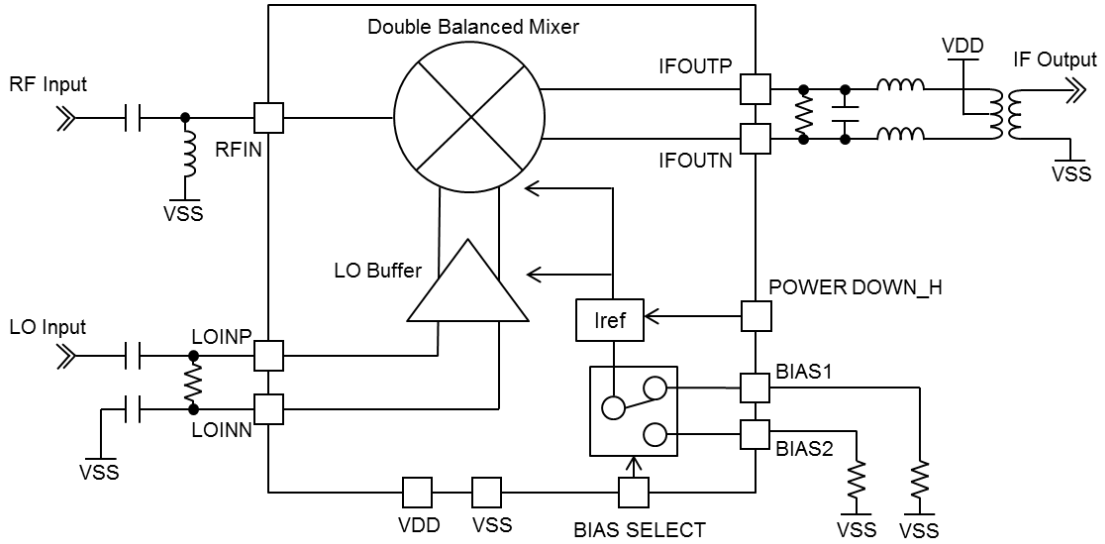 Double Balanced Mixer
RF Input
RFIN
VSS
IFOUTP
IFOUTN
VDD
IF Output
VSS
LO Buffer
LO Input
LOINP
LOINN
VSS
Iref
POWER DOWN_H
BIAS1
BIAS2
VSS
VSS
VDD
VSS
BIAS SELECT